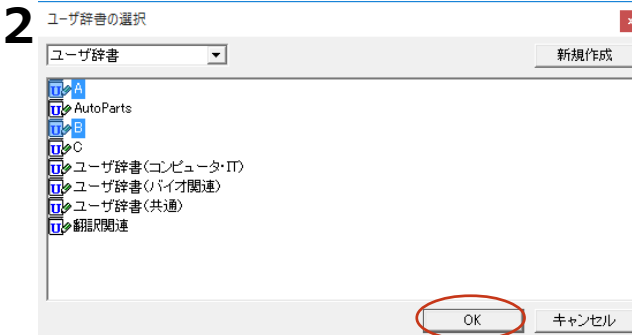 2
ユーザ辞書の選択
ユーザ辞書
新規作成
A
AutoParts
B
C
ユーザ辞書(コンピュータ・IT)
ユーザ辞書(バイオ関連)
ユーザ辞書(共通)
翻訳関連
OK
キャンセル